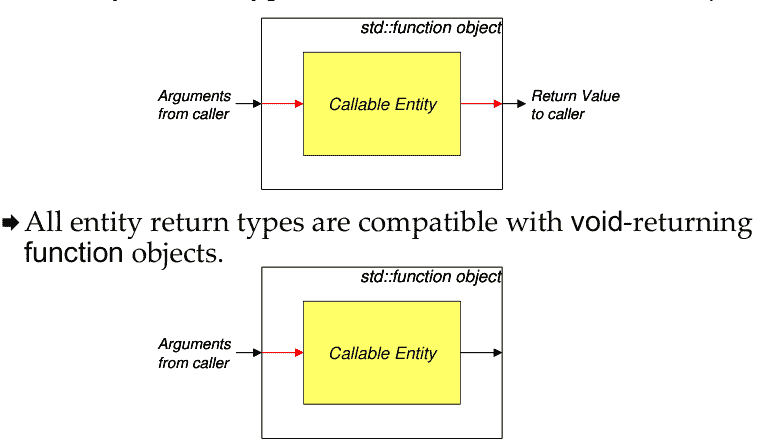 std::function object
Arguments
from caller
Callable Entity
Return Value
to caller
➡ All entity return types are compatible with void-returning
function objects.
std::function object
Arguments
from caller
Callable Entity